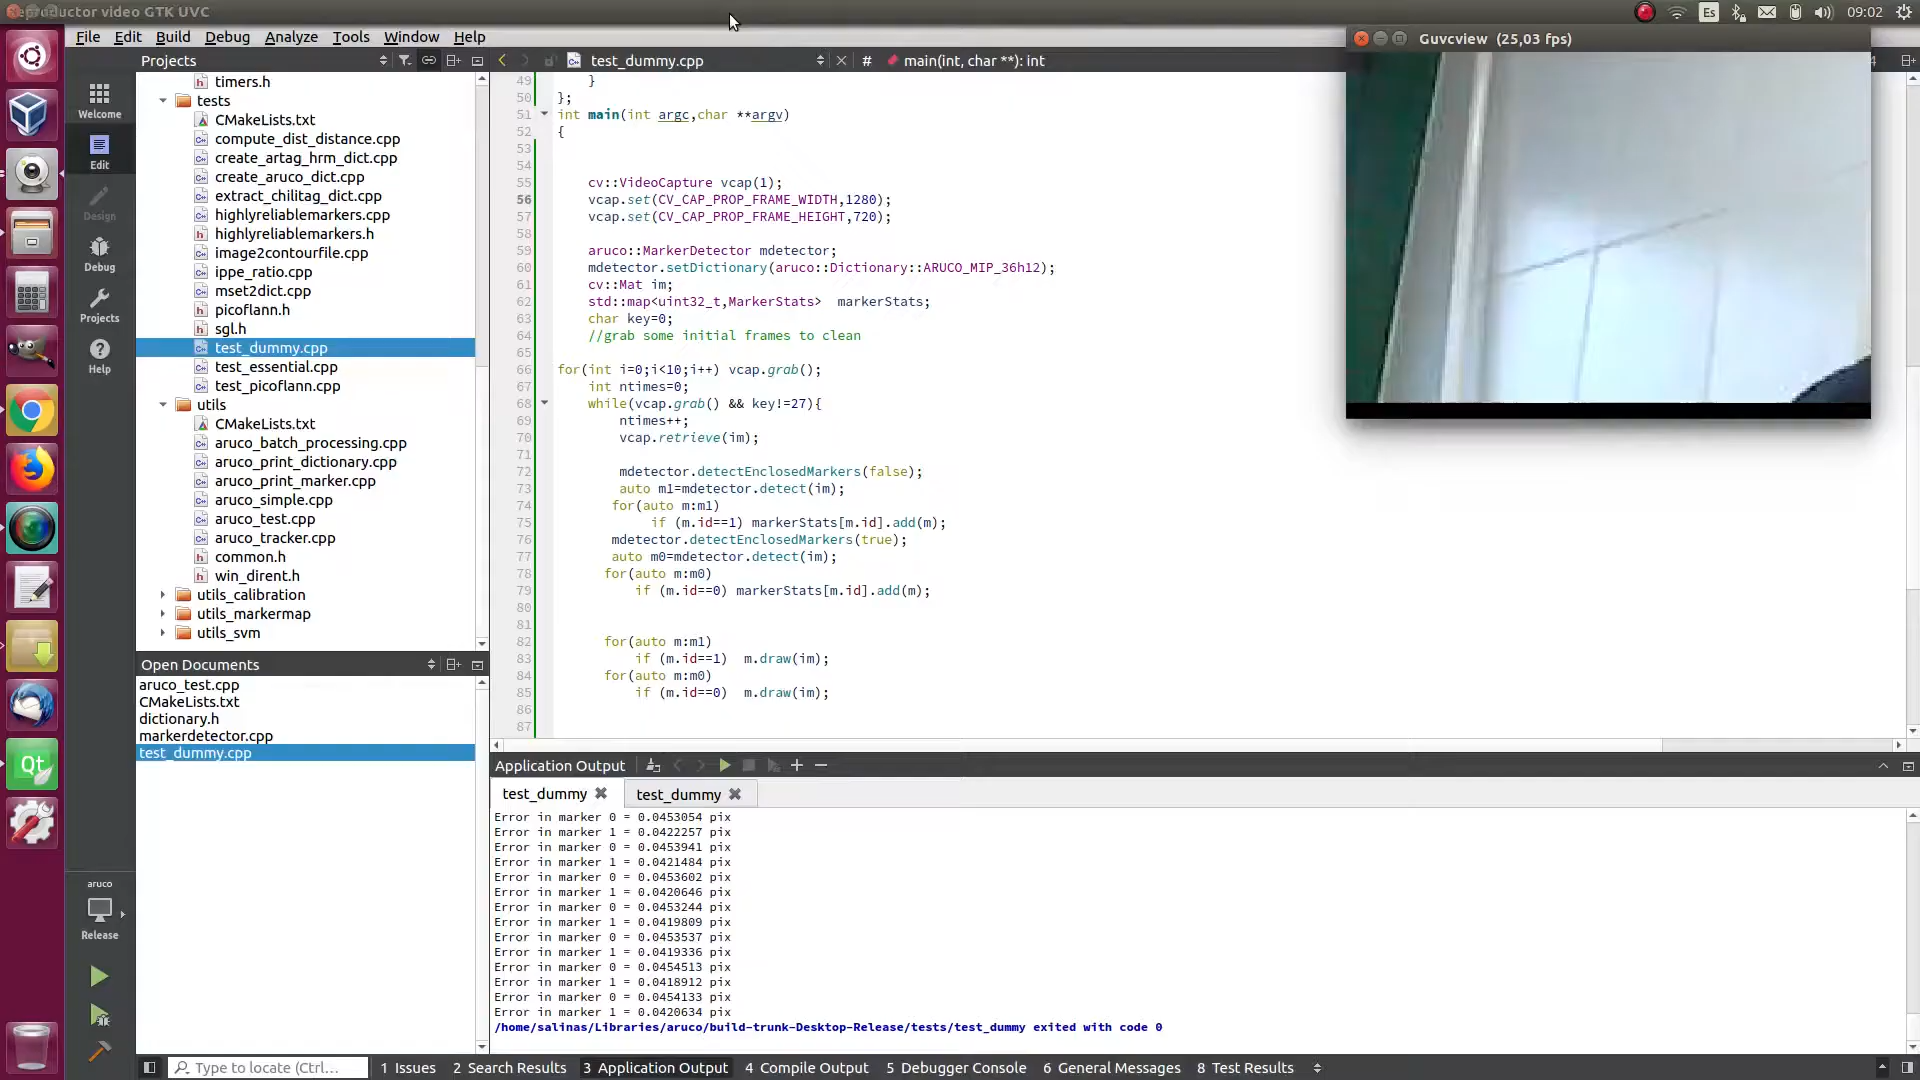 Reproductor video GTK UVC
Es
09:02
File Edit Build Debug Analyze Tools Window Help
Guvcview (25,03 fps)
Projects
test_dummy.cpp
# main(int, char **): int
Welcome
Edit
Design
Debug
Projects
Help
timers.h
tests
CMakeLists.txt
compute_dist_distance.cpp
create_artag_hrm_dict.cpp
create_aruco_dict.cpp
extract_chilitag_dict.cpp
highlyreliablemarkers.cpp
highlyreliablemarkers.h
image2contourfile.cpp
ippe_ratio.cpp
mset2dict.cpp
picoflann.h
sgl.h
test_dummy.cpp
test_essential.cpp
test_picoflann.cpp
utils
CMakeLists.txt
aruco_batch_processing.cpp
aruco_print_dictionary.cpp
aruco_print_marker.cpp
aruco_simple.cpp
aruco_test.cpp
aruco_tracker.cpp
common.h
win_dirent.h
utils_calibration
utils_markermap
utils_svm
Open Documents
aruco_test.cpp
CMakeLists.txt
dictionary.h
markerdetector.cpp
test_dummy.cpp
aruco
Release
49 }
50 };
51 int main(int argc,char **argv)
52 {
53
54
55 cv::VideoCapture vcap(1);
56 vcap.set(CV_CAP_PROP_FRAME_WIDTH,1280);
57 vcap.set(CV_CAP_PROP_FRAME_HEIGHT,720);
58
59 aruco::MarkerDetector mdetector;
60 mdetector.setDictionary(aruco::Dictionary::ARUCO_MIP_36h12);
61 cv::Mat im;
62 std::map<uint32_t,MarkerStats>  markerStats;
63 char key=0;
64 //grab some initial frames to clean
65
66 for(int i=0;i<10;i++) vcap.grab();
67 int ntimes=0;
68 while(vcap.grab() && key!=27){
69 ntimes++;
70 vcap.retrieve(im);
71
72 mdetector.detectEnclosedMarkers(false);
73 auto m1=mdetector.detect(im);
74 for(auto m:m1)
75 if (m.id==1) markerStats[m.id].add(m);
76 mdetector.detectEnclosedMarkers(true);
77 auto m0=mdetector.detect(im);
78 for(auto m:m0)
79 if (m.id==0) markerStats[m.id].add(m);
80
81
82 for(auto m:m1)
83 if (m.id==1)  m.draw(im);
84 for(auto m:m0)
85 if (m.id==0)  m.draw(im);
86
87
Application Output
test_dummy test_dummy
Error in marker 0 = 0.0453054 pix
Error in marker 1 = 0.0422257 pix
Error in marker 0 = 0.0453941 pix
Error in marker 1 = 0.0421484 pix
Error in marker 0 = 0.0453602 pix
Error in marker 1 = 0.0420646 pix
Error in marker 0 = 0.0453244 pix
Error in marker 1 = 0.0419809 pix
Error in marker 0 = 0.0453537 pix
Error in marker 1 = 0.0419336 pix
Error in marker 0 = 0.0454513 pix
Error in marker 1 = 0.0418912 pix
Error in marker 0 = 0.0454133 pix
Error in marker 1 = 0.0420634 pix
/home/salinas/Libraries/aruco/build-trunk-Desktop-Release/tests/test_dummy exited with code 0
Type to locate (Ctrl... 1 Issues 2 Search Results 3 Application Output 4 Compile Output 5 Debugger Console 6 General Messages 8 Test Results